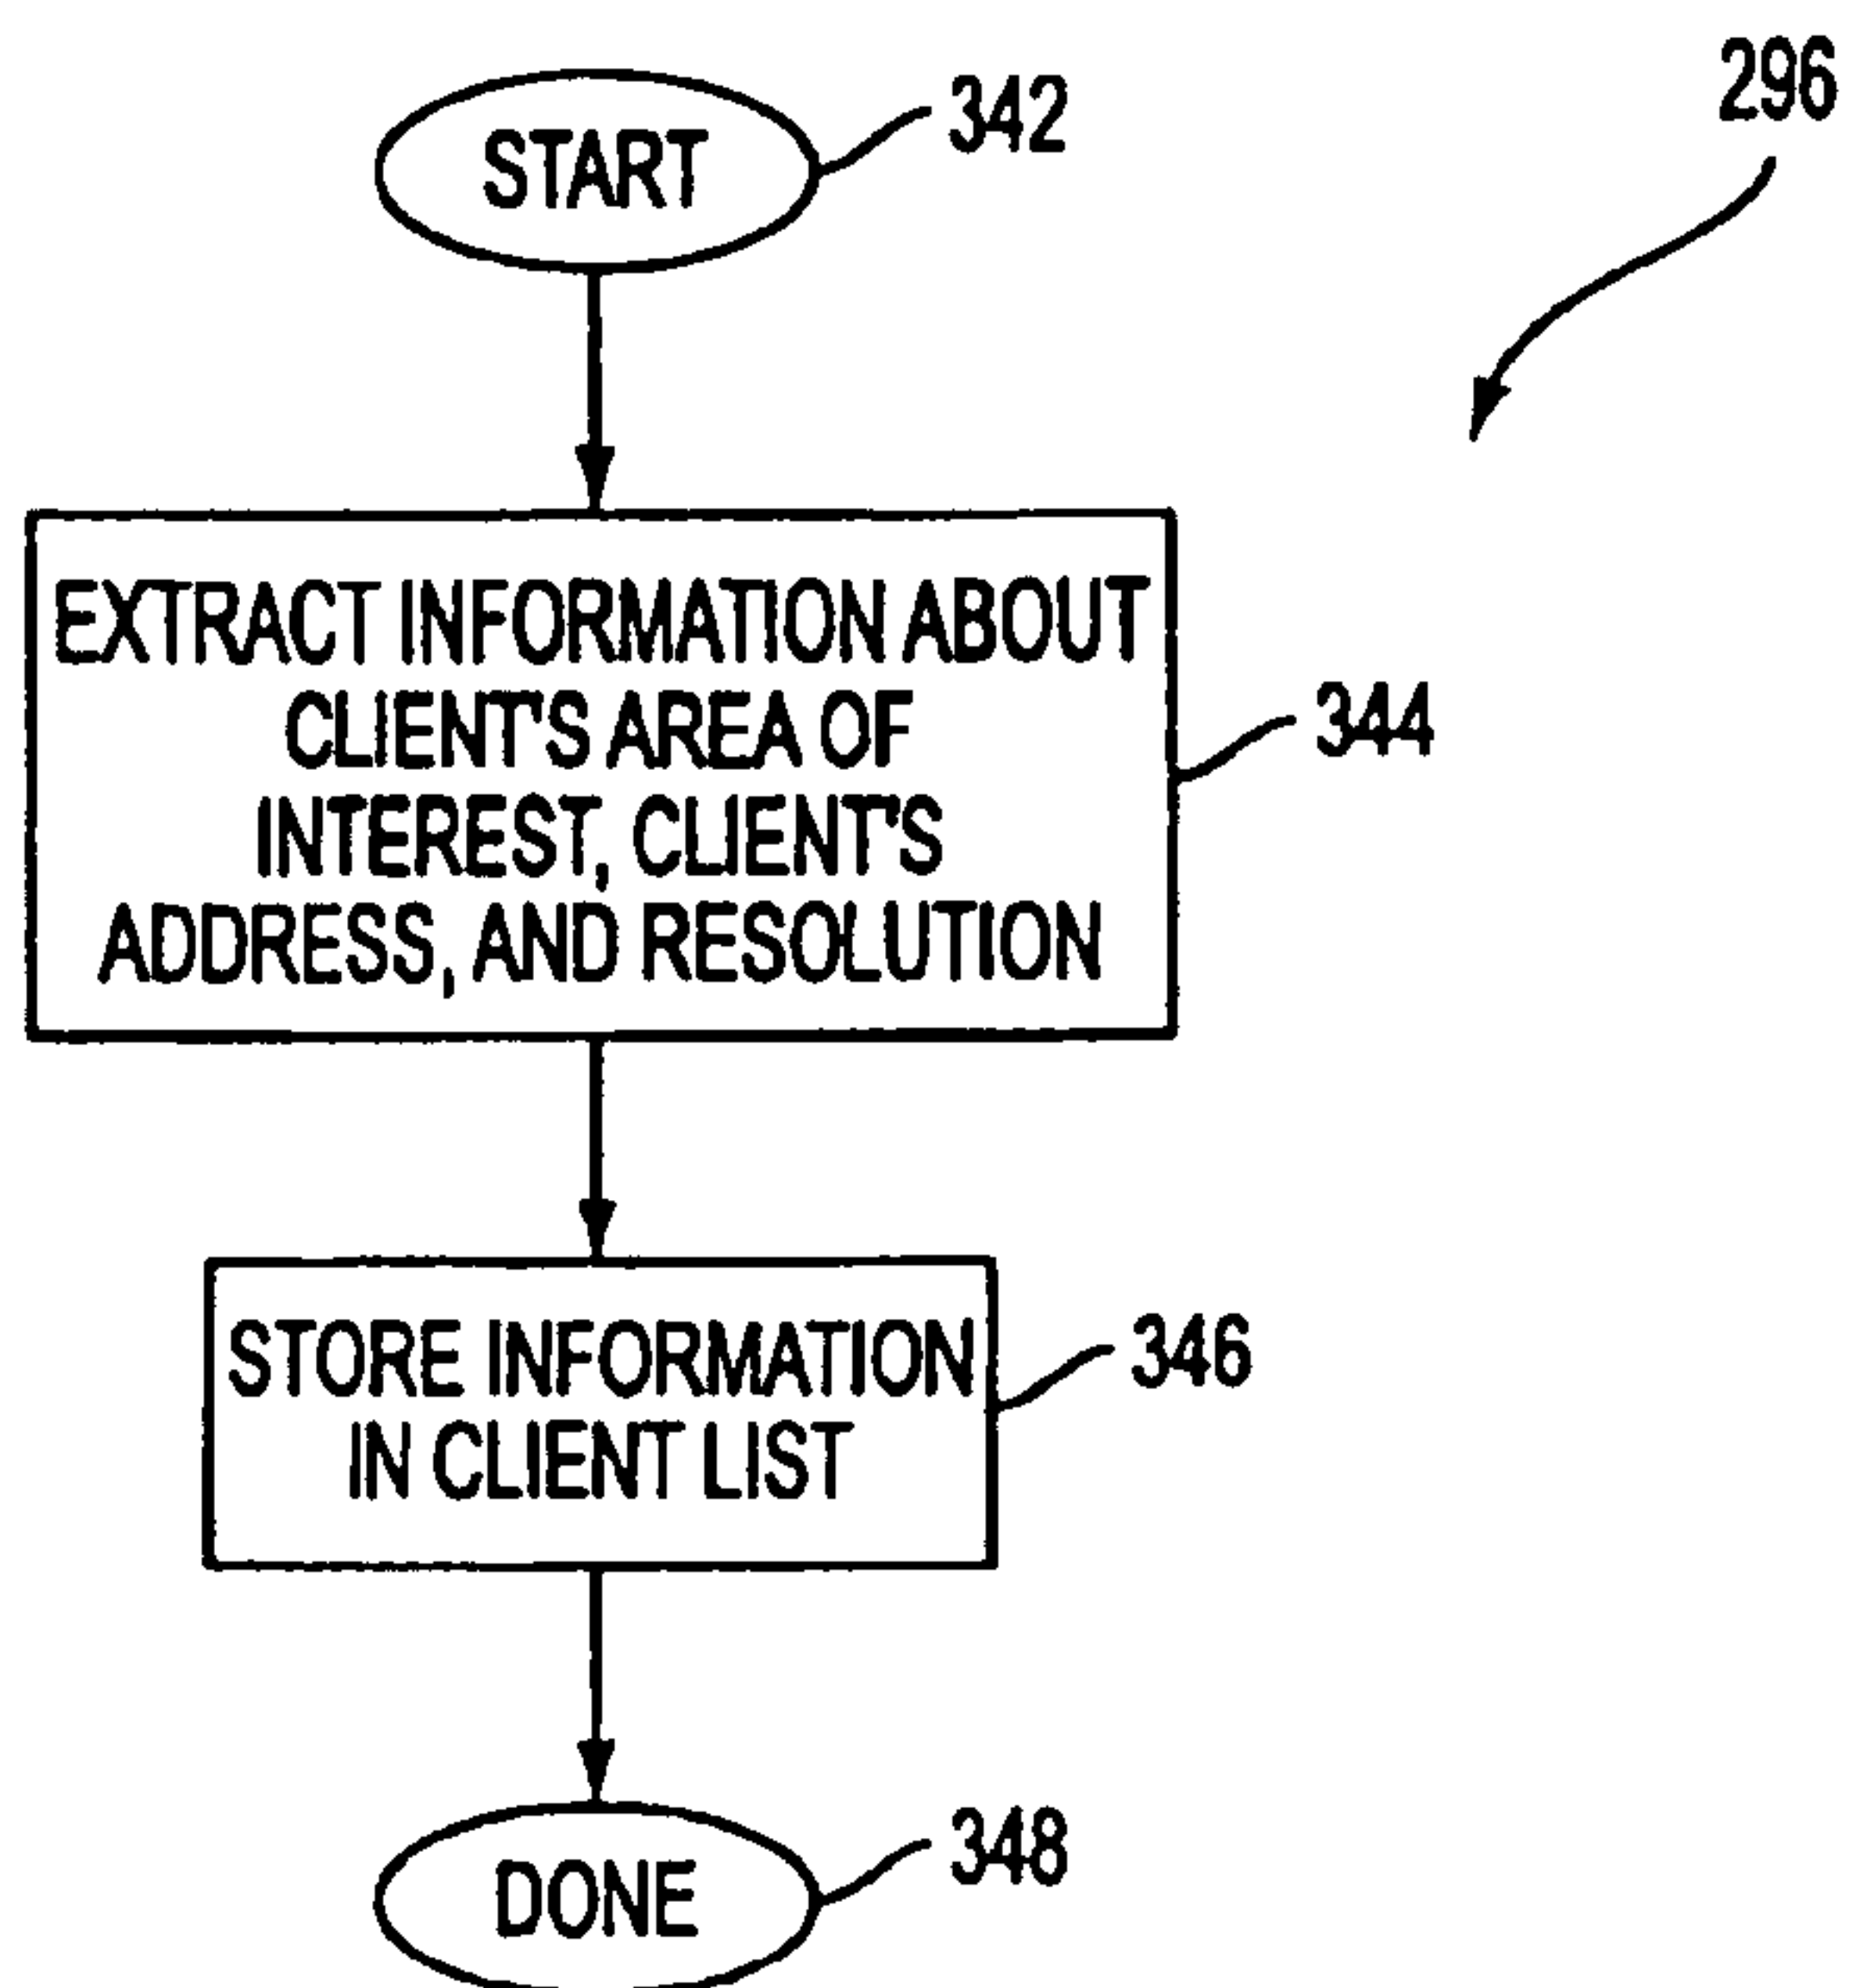 296
START
342
EXTRACT INFORMATION ABOUT
CLIENT'S AREA OF
INTEREST, CLIENT'S
ADDRESS, AND RESOLUTION
344
STORE INFORMATION
IN CLIENT LIST
346
DONE
348